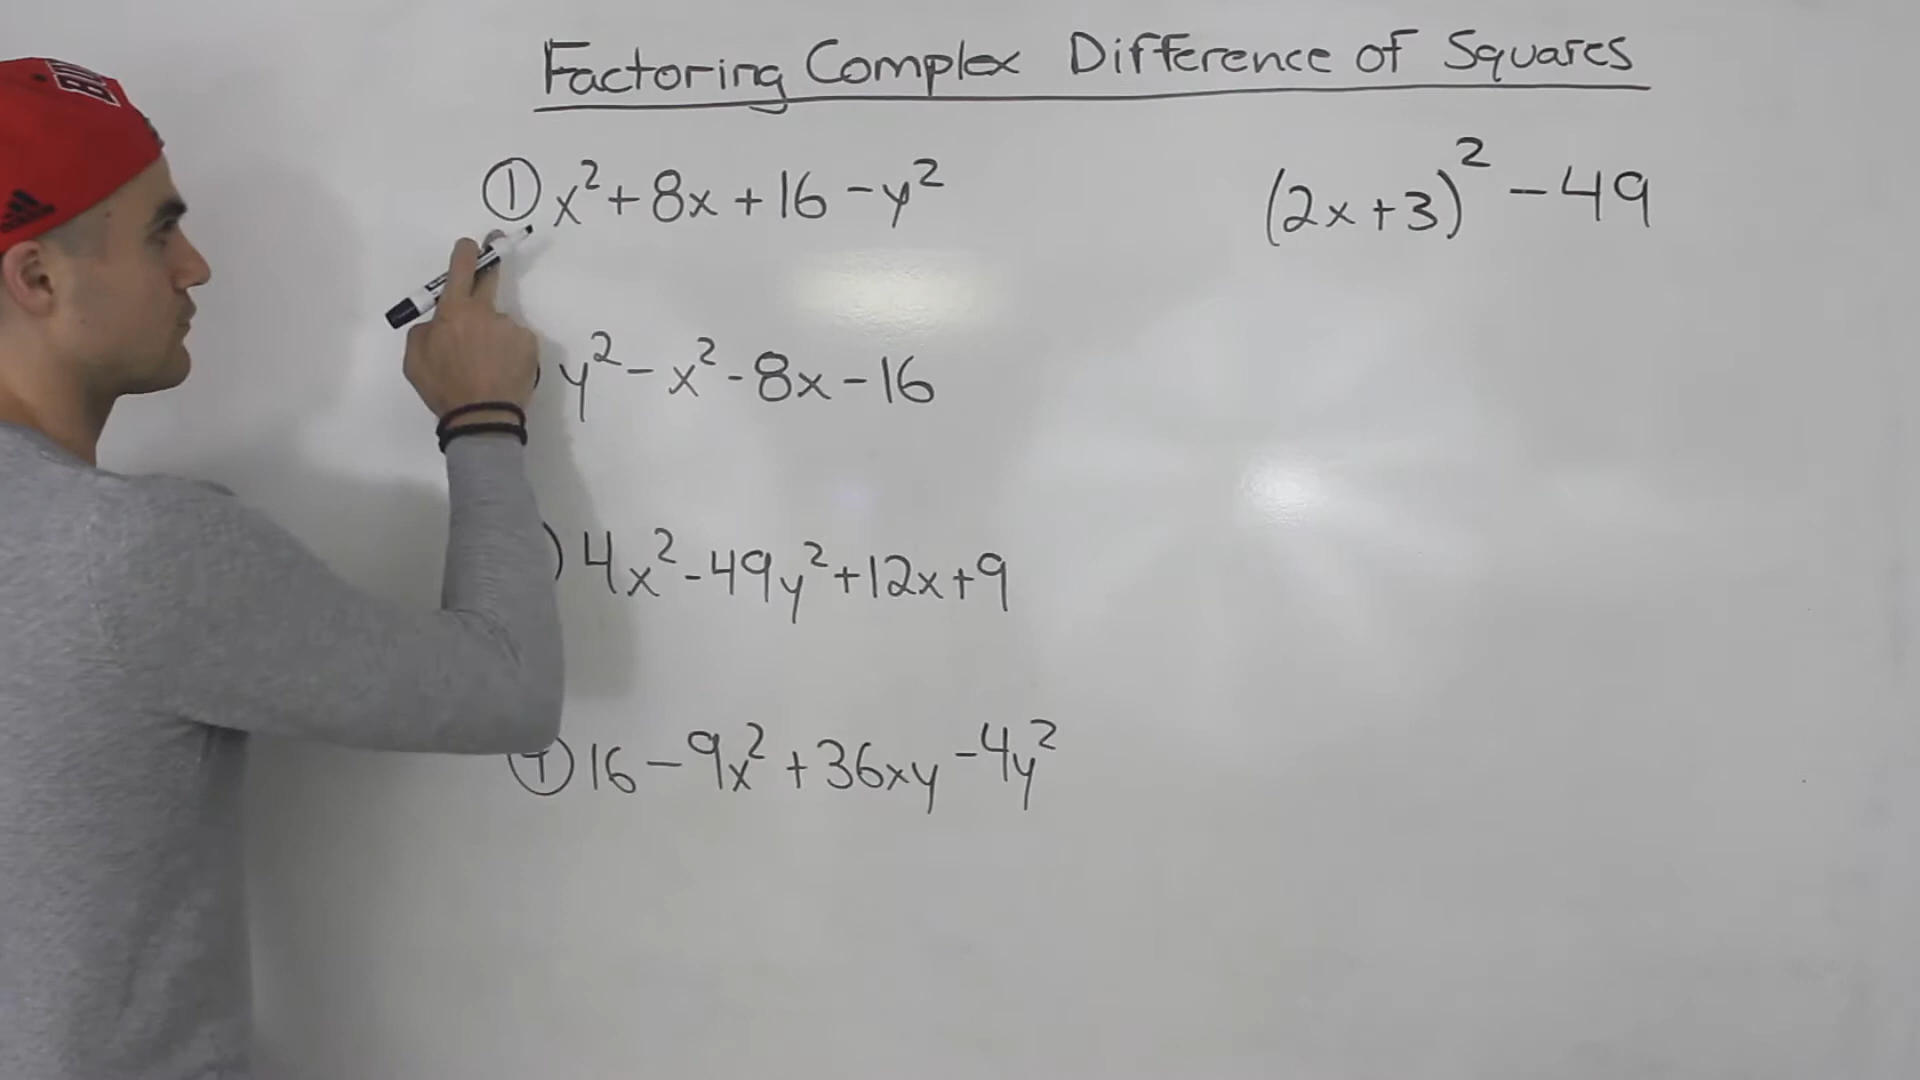 Factoring Complex Difference of Squares
① x² + 8x + 16 - y²
(2x + 3)² - 49
y² - x² - 8x - 16
) 4x² - 49y² + 12x + 9
④ 16 - 9x² + 36xy - 4y²